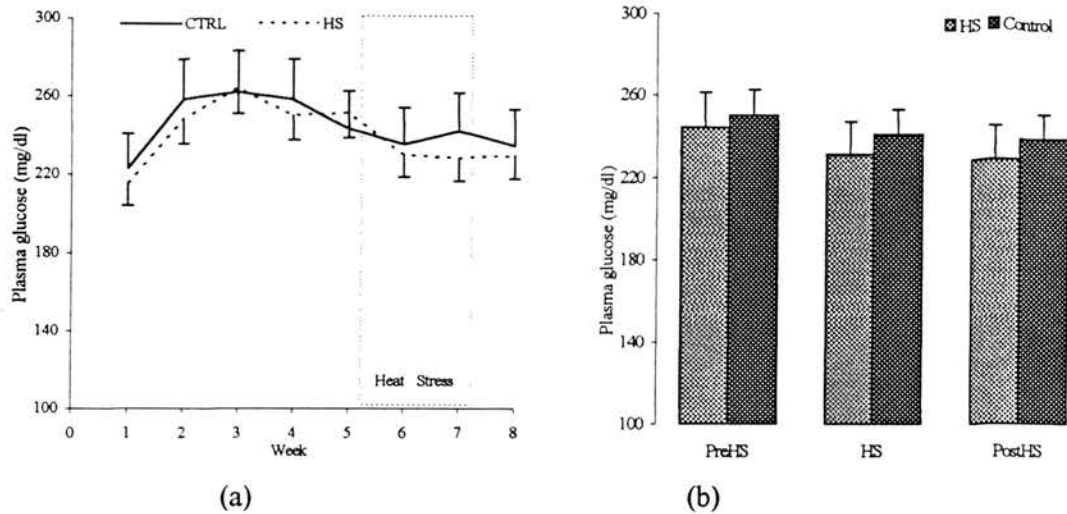 300
CTRL
HS
260
220
180
140
100
Plasma glucose (mg/dl)
Heat Stress
0 1 2 3 4 5 6 7 8
Week
(a)
300
HS Control
260
220
180
140
100
Plasma glucose (mg/dl)
PreHS HS PostHS
(b)